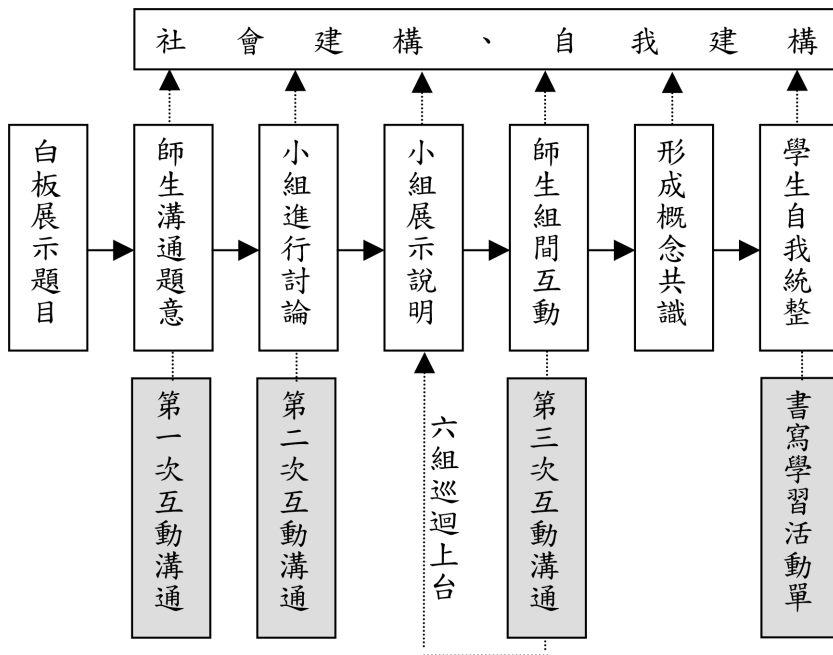 社會建構、自我建構
白板展示題目
師生溝通題意
小組進行討論
小組展示說明
師生組間互動
形成概念共識
學生自我統整
第一次互動溝通
第二次互動溝通
六組巡迴上台
第三次互動溝通
書寫學習活動單